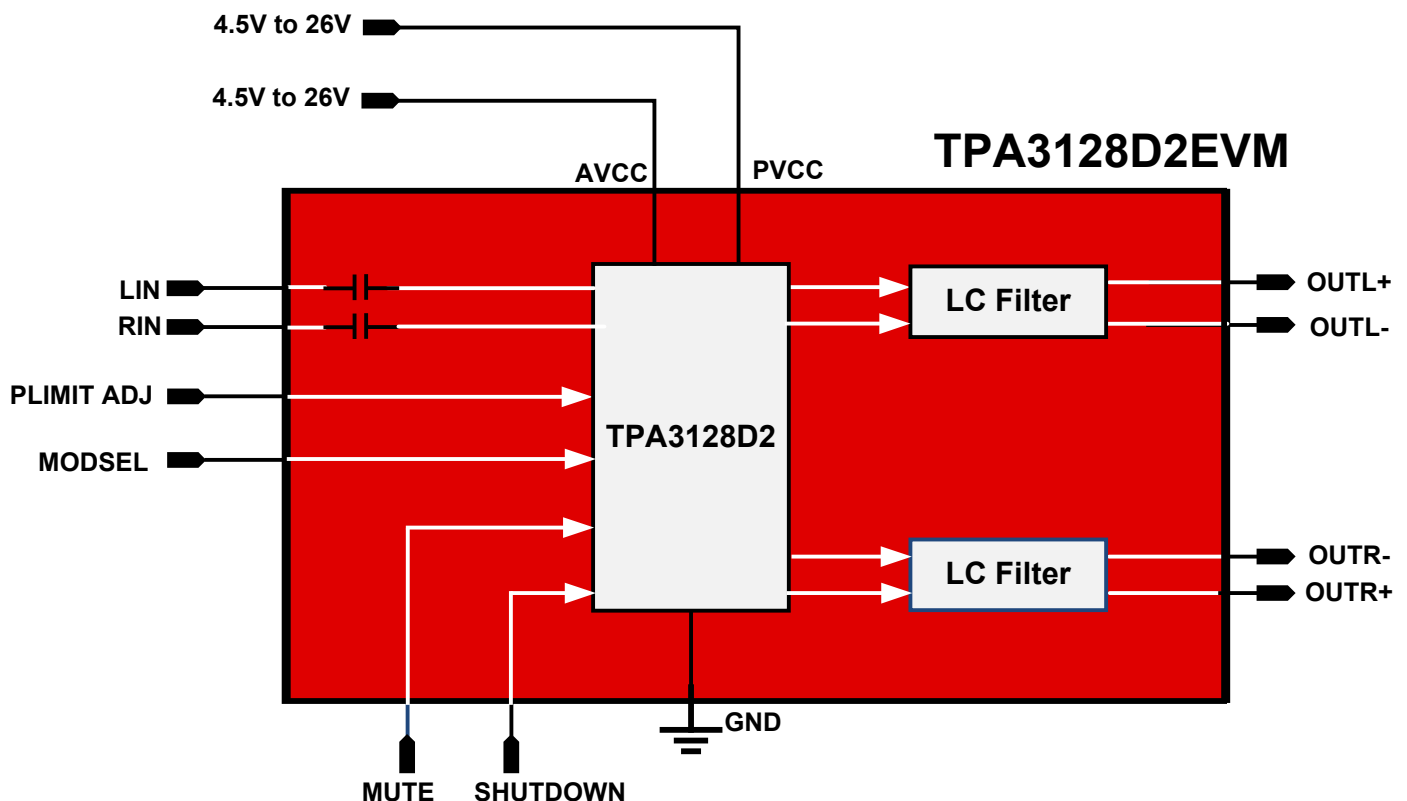 4.5V to 26V
4.5V to 26V
TPA3128D2EVM
AVCC
PVCC
LIN
RIN
PLIMIT ADJ
MODSEL
TPA3128D2
LC Filter
OUTL+
OUTL-
LC Filter
OUTR-
OUTR+
GND
MUTE
SHUTDOWN